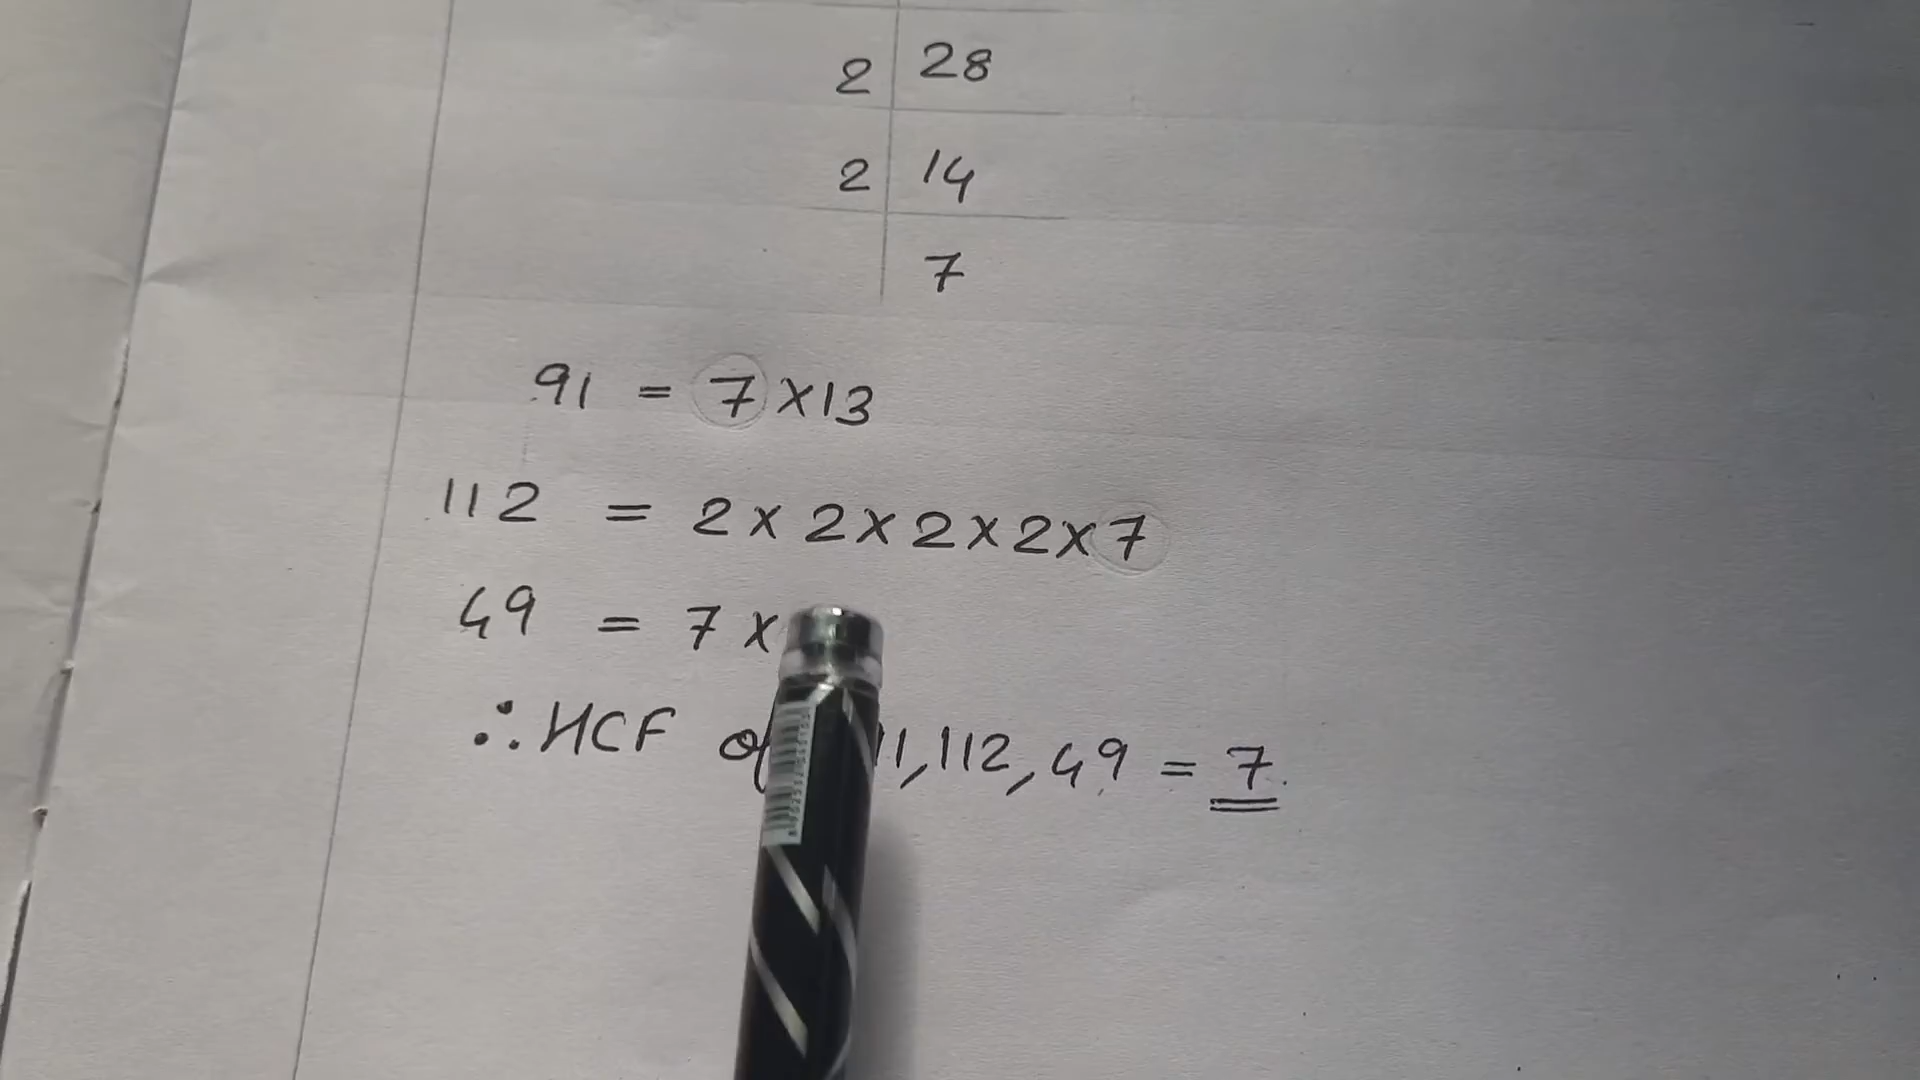 2 28
2 14
7
91 = 7 × 13
112 = 2 × 2 × 2 × 2 × 7
49 = 7 ×
∴ HCF of 1, 112, 49 = 7